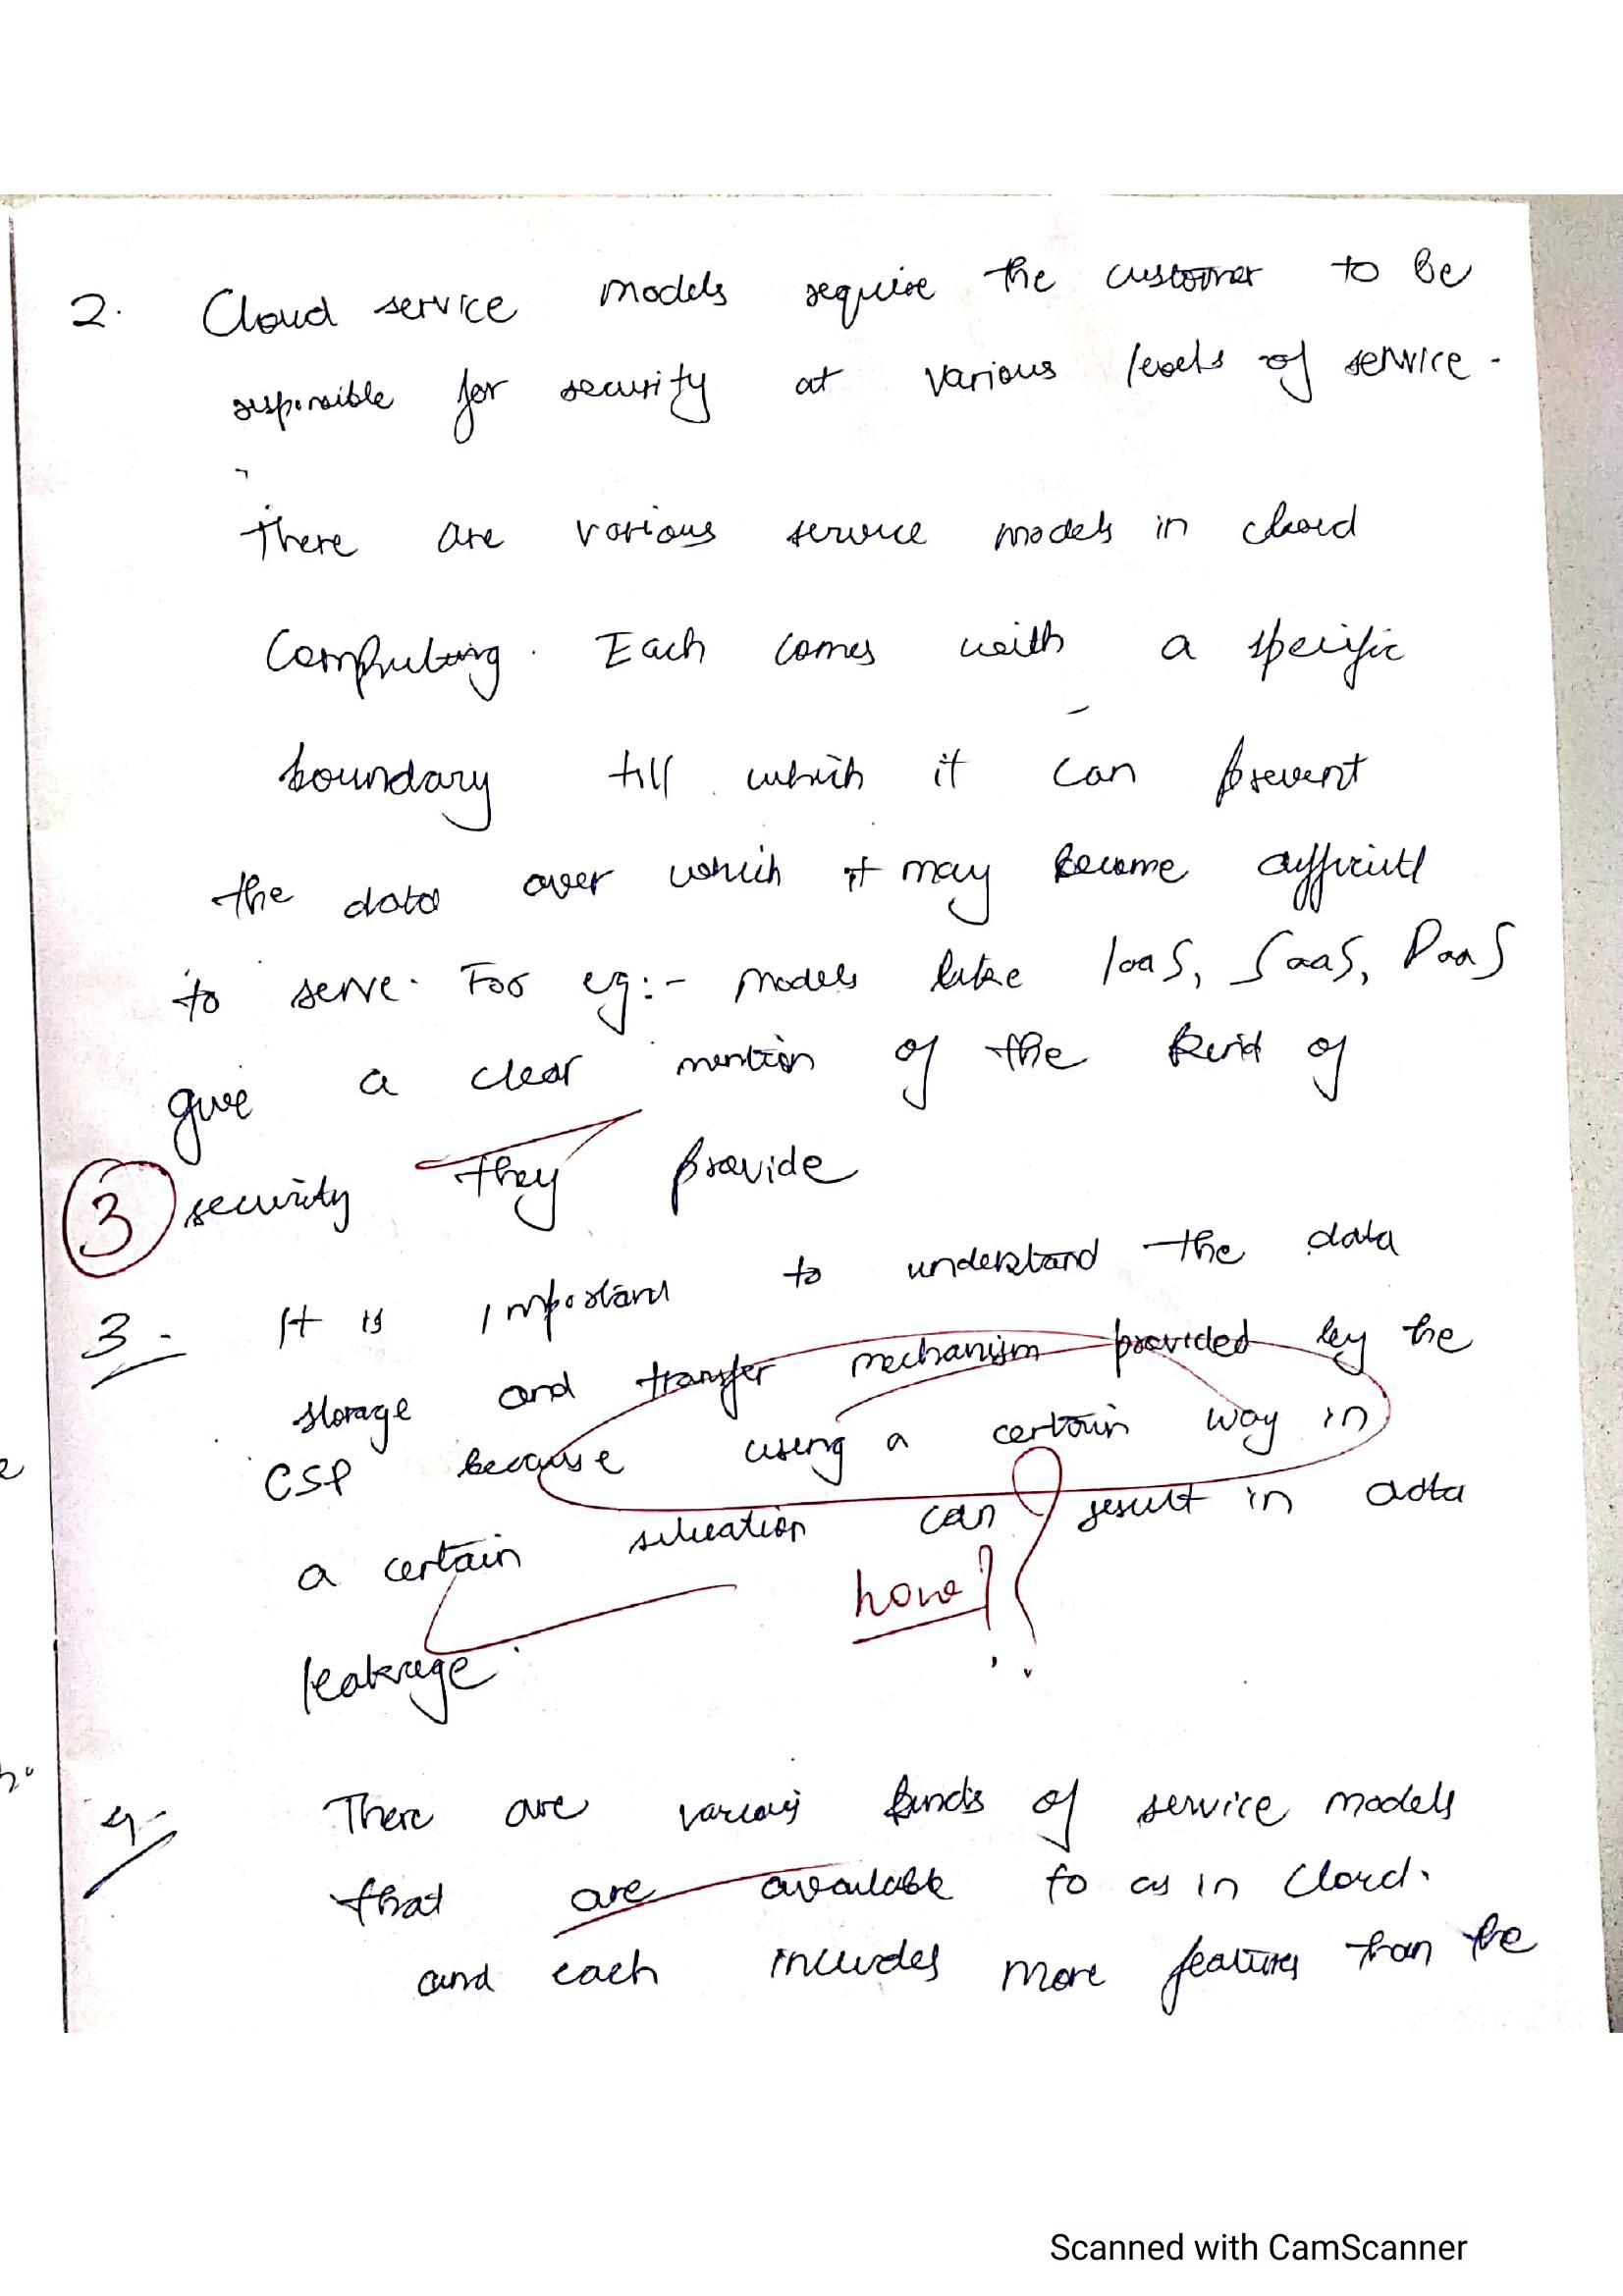 2. Cloud service models require the customer to be
responsible for security at various levels of service.
There are various service models in cloud
Computing. Each comes with a specific
boundary till which it can prevent
the data over which it may become difficult
to serve. For eg:- models like IaaS, SaaS, PaaS
give a clear mention of the kind of
3 security they provide
3- It is important to understand the data
storage and transfer mechanism provided by the
CSP because using a certain way in
a certain situation can result in data
how?
leakage.
4- There are various kinds of service models
that are available to us in Cloud.
and each includes more features than the
Scanned with CamScanner